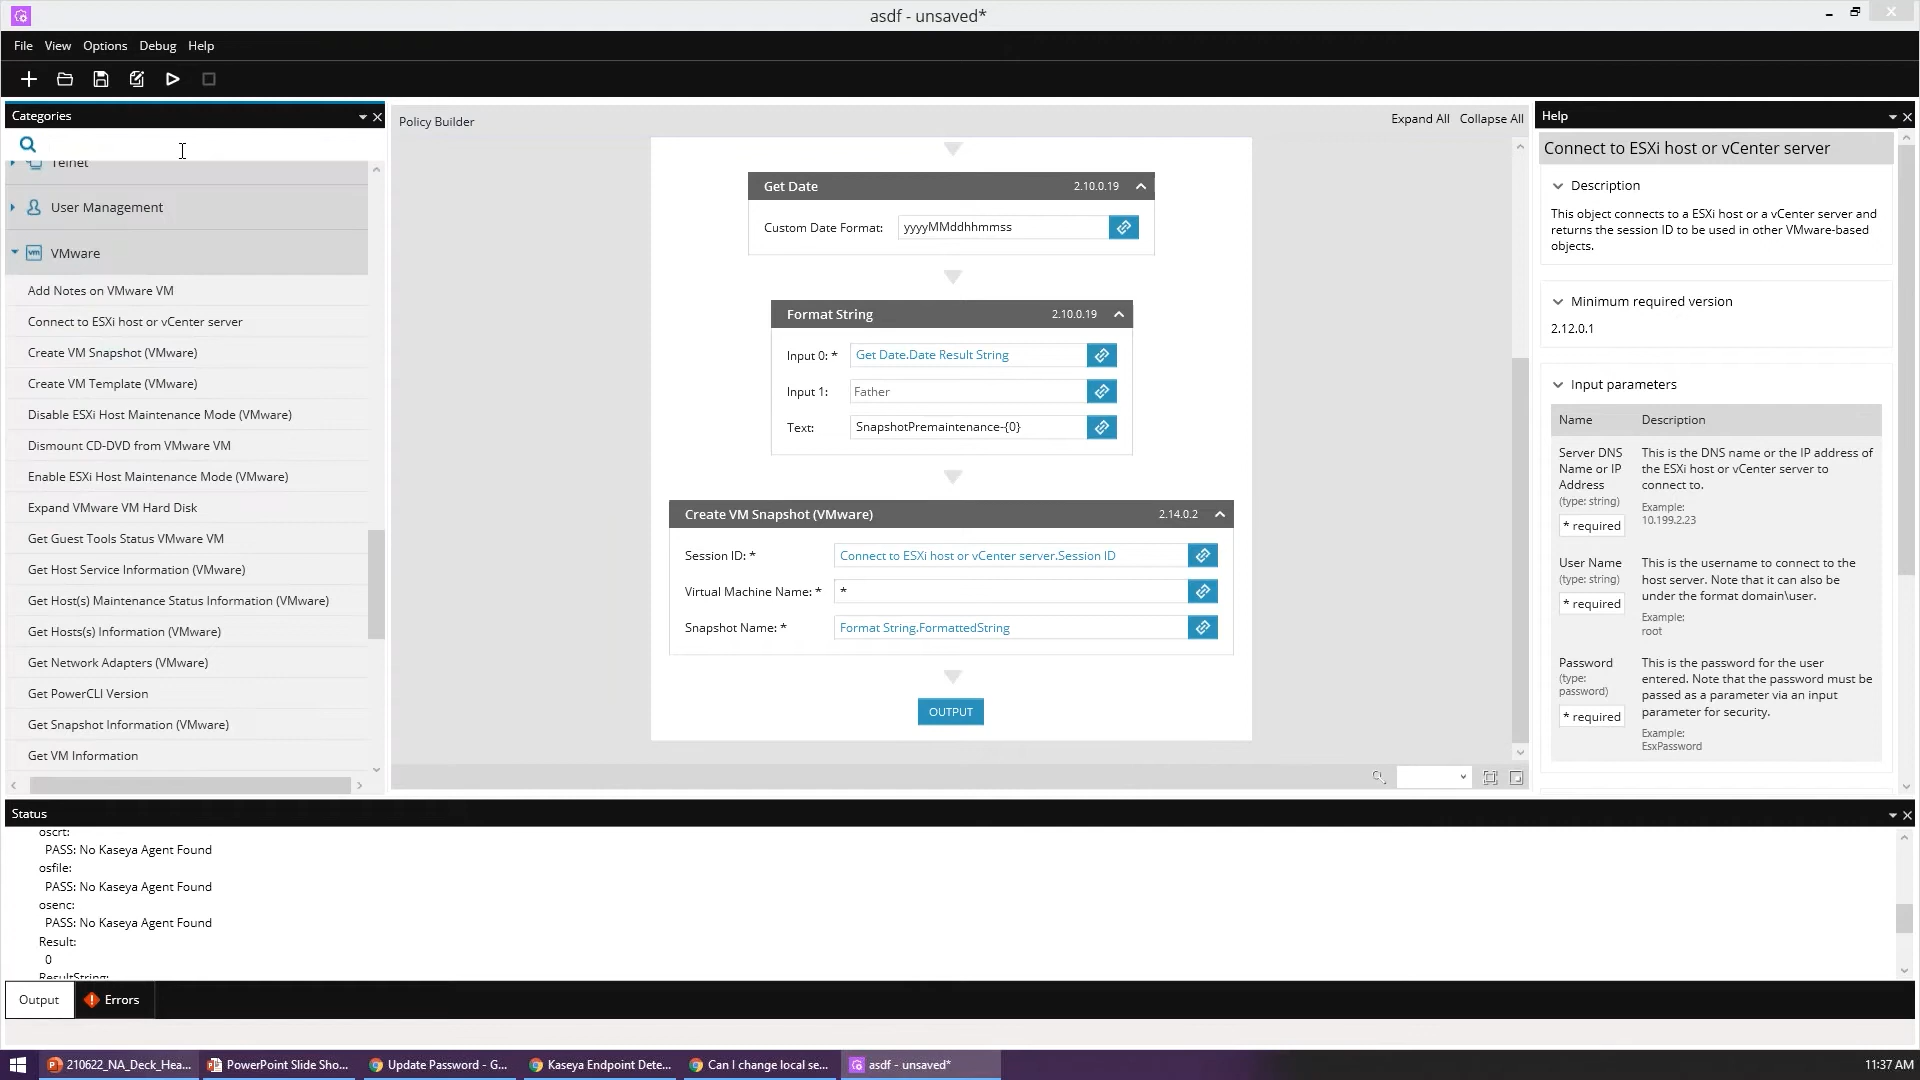 asdf - unsaved*
File View Options Debug Help
Categories
Telnet
User Management
VMware
Add Notes on VMware VM
Connect to ESXi host or vCenter server
Create VM Snapshot (VMware)
Create VM Template (VMware)
Disable ESXi Host Maintenance Mode (VMware)
Dismount CD-DVD from VMware VM
Enable ESXi Host Maintenance Mode (VMware)
Expand VMware VM Hard Disk
Get Guest Tools Status VMware VM
Get Host Service Information (VMware)
Get Host(s) Maintenance Status Information (VMware)
Get Hosts(s) Information (VMware)
Get Network Adapters (VMware)
Get PowerCLI Version
Get Snapshot Information (VMware)
Get VM Information
Policy Builder
Expand All Collapse All
Get Date 2.10.0.19
Custom Date Format: yyyyMMddhhmmss
Format String 2.10.0.19
Input 0: * Get Date.Date Result String
Input 1: Father
Text: SnapshotPremaintenance-{0}
Create VM Snapshot (VMware) 2.14.0.2
Session ID: * Connect to ESXi host or vCenter server.Session ID
Virtual Machine Name: * *
Snapshot Name: * Format String.FormattedString
OUTPUT
Help
Connect to ESXi host or vCenter server
Description
This object connects to a ESXi host or a vCenter server and
returns the session ID to be used in other VMware-based
objects.
Minimum required version
2.12.0.1
Input parameters
Name Description
Server DNS
Name or IP
Address
(type: string)
* required
This is the DNS name or the IP address of
the ESXi host or vCenter server to
connect to.
Example:
10.199.2.23
User Name
(type: string)
* required
This is the username to connect to the
host server. Note that it can also be
under the format domain\user.
Example:
root
Password
(type:
password)
* required
This is the password for the user
entered. Note that the password must be
passed as a parameter via an input
parameter for security.
Example:
EsxPassword
Status
oscrt:
PASS: No Kaseya Agent Found
osfile:
PASS: No Kaseya Agent Found
osenc:
PASS: No Kaseya Agent Found
Result:
0
ResultString:
Output Errors
210622_NA_Deck_Hea... PowerPoint Slide Sho... Update Password - G... Kaseya Endpoint Dete... Can I change local se... asdf - unsaved* 11:37 AM